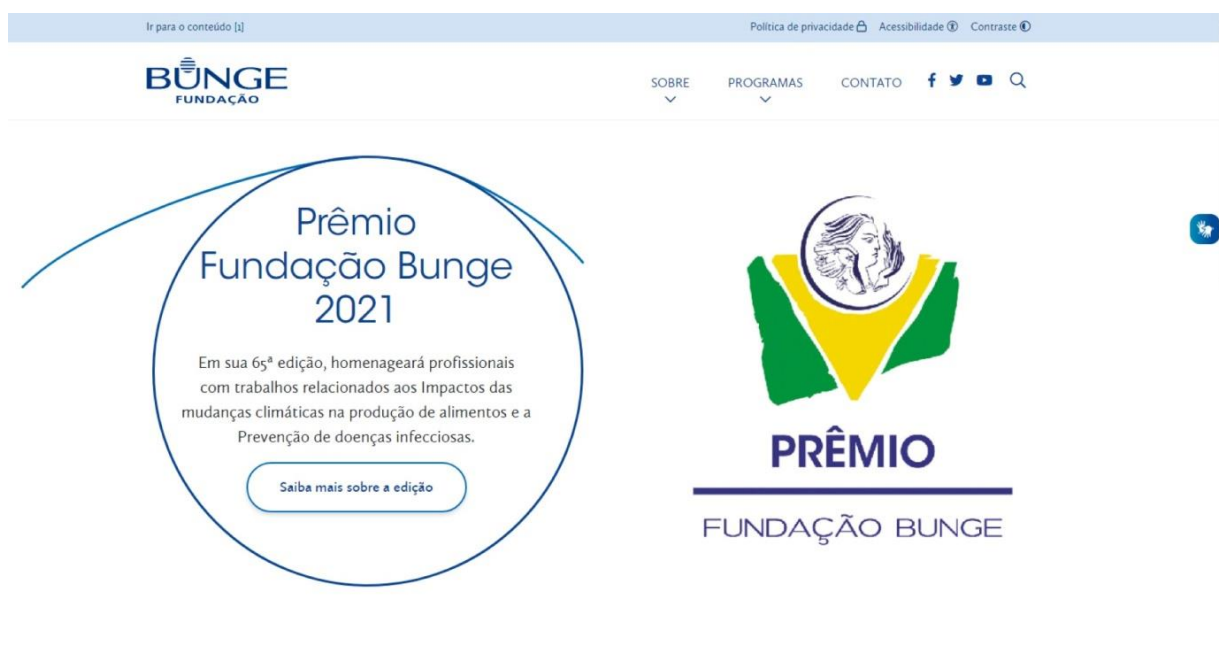 Ir para o conteúdo [1]
Política de privacidade Acessibilidade Contraste
BUNGE
FUNDAÇÃO
SOBRE PROGRAMAS CONTATO
Prêmio
Fundação Bunge
2021
Em sua 65ª edição, homenageará profissionais
com trabalhos relacionados aos Impactos das
mudanças climáticas na produção de alimentos e a
Prevenção de doenças infecciosas.
Saiba mais sobre a edição
PRÊMIO
FUNDAÇÃO BUNGE